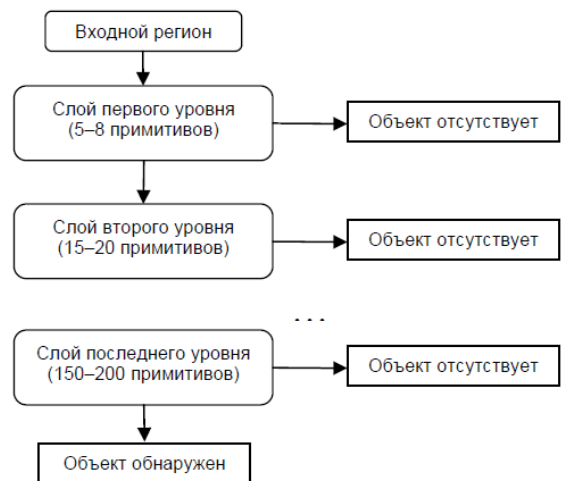 Входной регион
Слой первого уровня
(5–8 примитивов)
Объект отсутствует
Слой второго уровня
(15–20 примитивов)
Объект отсутствует
...
Слой последнего уровня
(150–200 примитивов)
Объект отсутствует
Объект обнаружен